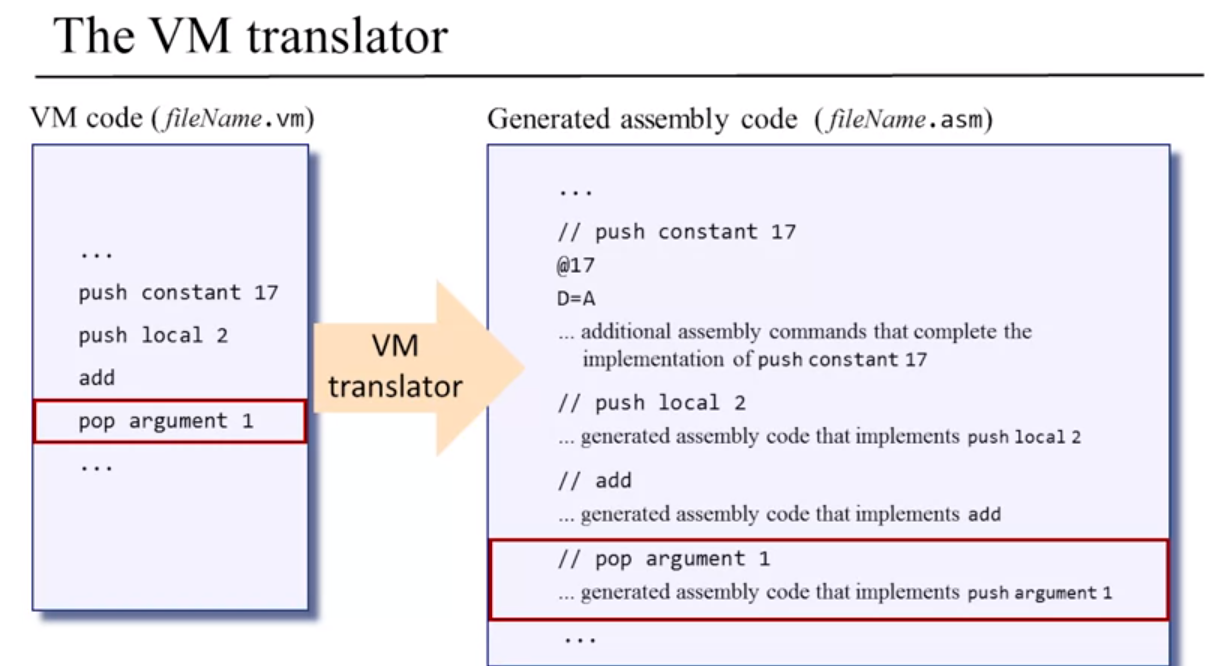 The VM translator
VM code (fileName.vm)
...
push constant 17
push local 2
add
pop argument 1
...
VM
translator
Generated assembly code (fileName.asm)
...
// push constant 17
@17
D=A
... additional assembly commands that complete the
implementation of push constant 17
// push local 2
... generated assembly code that implements push local 2
// add
... generated assembly code that implements add
// pop argument 1
... generated assembly code that implements push argument 1
...